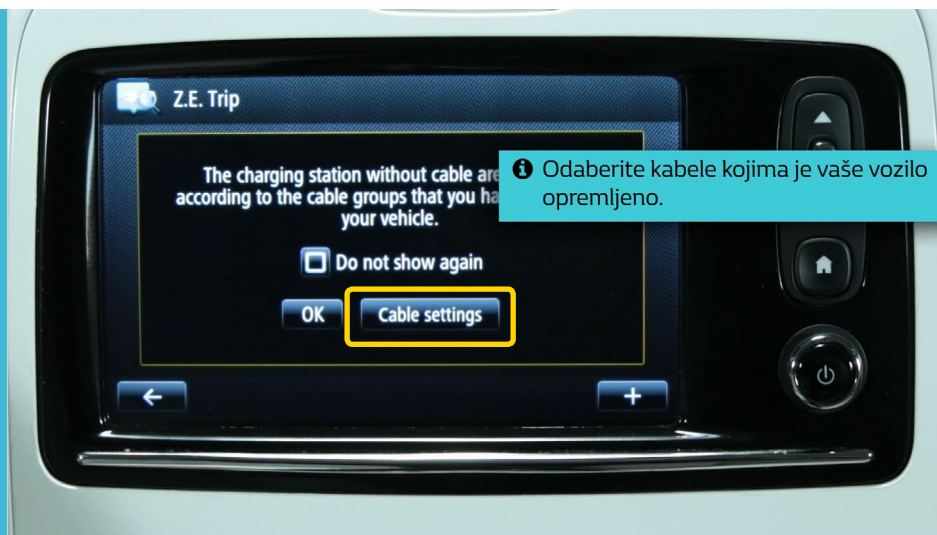 Z.E. Trip
The charging station without cable are
according to the cable groups that you ha
your vehicle.
Do not show again
OK
Cable settings
Odaberite kabele kojima je vaše vozilo
opremljeno.